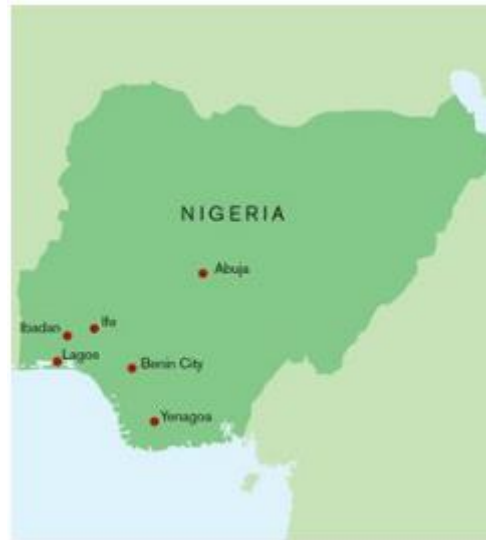 NIGERIA
Abuja
Ibadan
Ife
Lagos
Benin City
Yenagoa